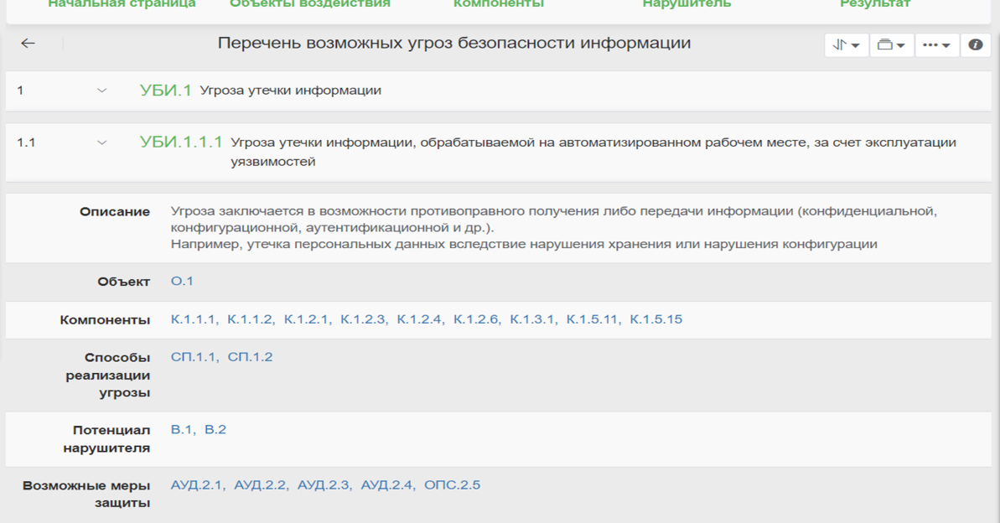 Начальная страница Объекты воздействия Компоненты Нарушитель Результат
Перечень возможных угроз безопасности информации
1 УБИ.1 Угроза утечки информации
1.1 УБИ.1.1.1 Угроза утечки информации, обрабатываемой на автоматизированном рабочем месте, за счет эксплуатации
уязвимостей
Описание Угроза заключается в возможности противоправного получения либо передачи информации (конфиденциальной,
конфигурационной, аутентификационной и др.).
Например, утечка персональных данных вследствие нарушения хранения или нарушения конфигурации
Объект О.1
Компоненты К.1.1.1, К.1.1.2, К.1.2.1, К.1.2.3, К.1.2.4, К.1.2.6, К.1.3.1, К.1.5.11, К.1.5.15
Способы СП.1.1, СП.1.2
реализации
угрозы
Потенциал В.1, В.2
нарушителя
Возможные меры АУД.2.1, АУД.2.2, АУД.2.3, АУД.2.4, ОПС.2.5
защиты